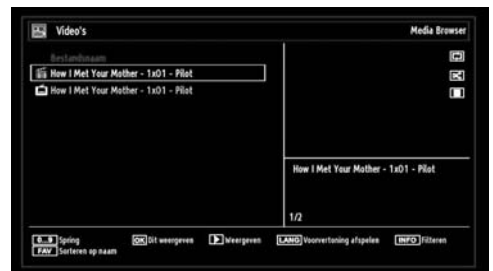 Video's
Media Browser
Bestandsnaam
How I Met Your Mother - 1x01 - Pilot
How I Met Your Mother - 1x01 - Pilot
How I Met Your Mother - 1x01 - Pilot
1/2
0...9 Spring OK Dit weergeven Weergeven LANG Voorvertoning afspelen INFO Filteren
FAV Sorteren op naam